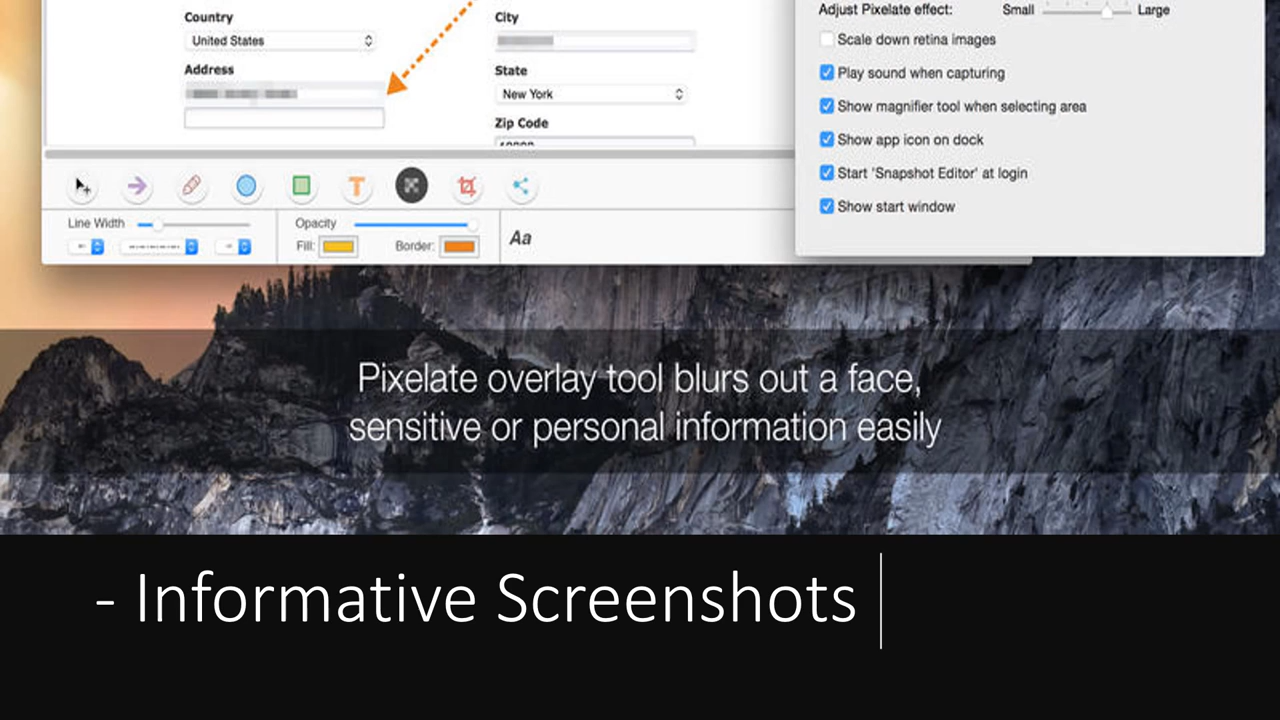 Country
United States
Address
City
State
New York
Zip Code
Line Width
Opacity
Fill:
Border:
Aa
T
Adjust Pixelate effect:
Small
Large
Scale down retina images
Play sound when capturing
Show magnifier tool when selecting area
Show app icon on dock
Start 'Snapshot Editor' at login
Show start window
Pixelate overlay tool blurs out a face,
sensitive or personal information easily
- Informative Screenshots